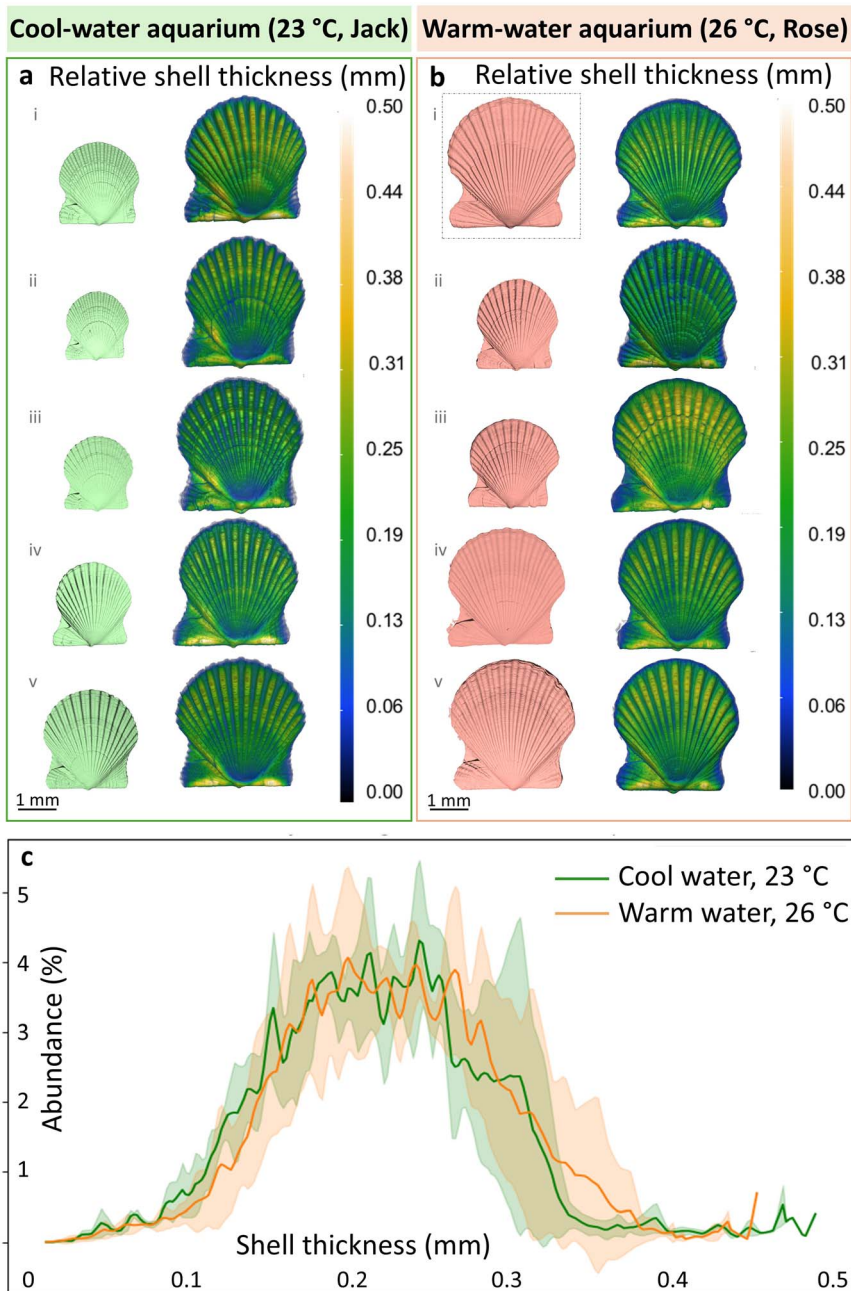 Cool-water aquarium (23 °C, Jack)
Warm-water aquarium (26 °C, Rose)
a Relative shell thickness (mm)
i
ii
iii
iv
v
0.50
0.44
0.38
0.31
0.25
0.19
0.13
0.06
0.00
1 mm
b Relative shell thickness (mm)
i
ii
iii
iv
v
0.50
0.44
0.38
0.31
0.25
0.19
0.13
0.06
0.00
1 mm
c
Cool water, 23 °C
Warm water, 26 °C
Abundance (%)
5
4
3
2
1
Shell thickness (mm)
0 0.1 0.2 0.3 0.4 0.5